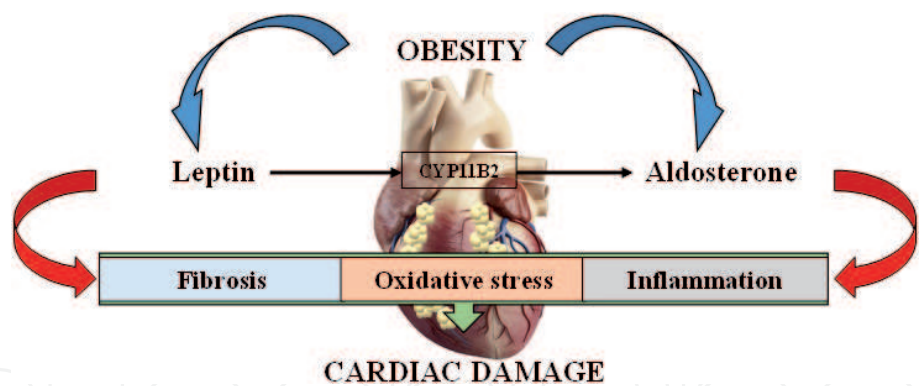 OBESITY
Leptin CYP11B2 Aldosterone
Fibrosis Oxidative stress Inflammation
CARDIAC DAMAGE